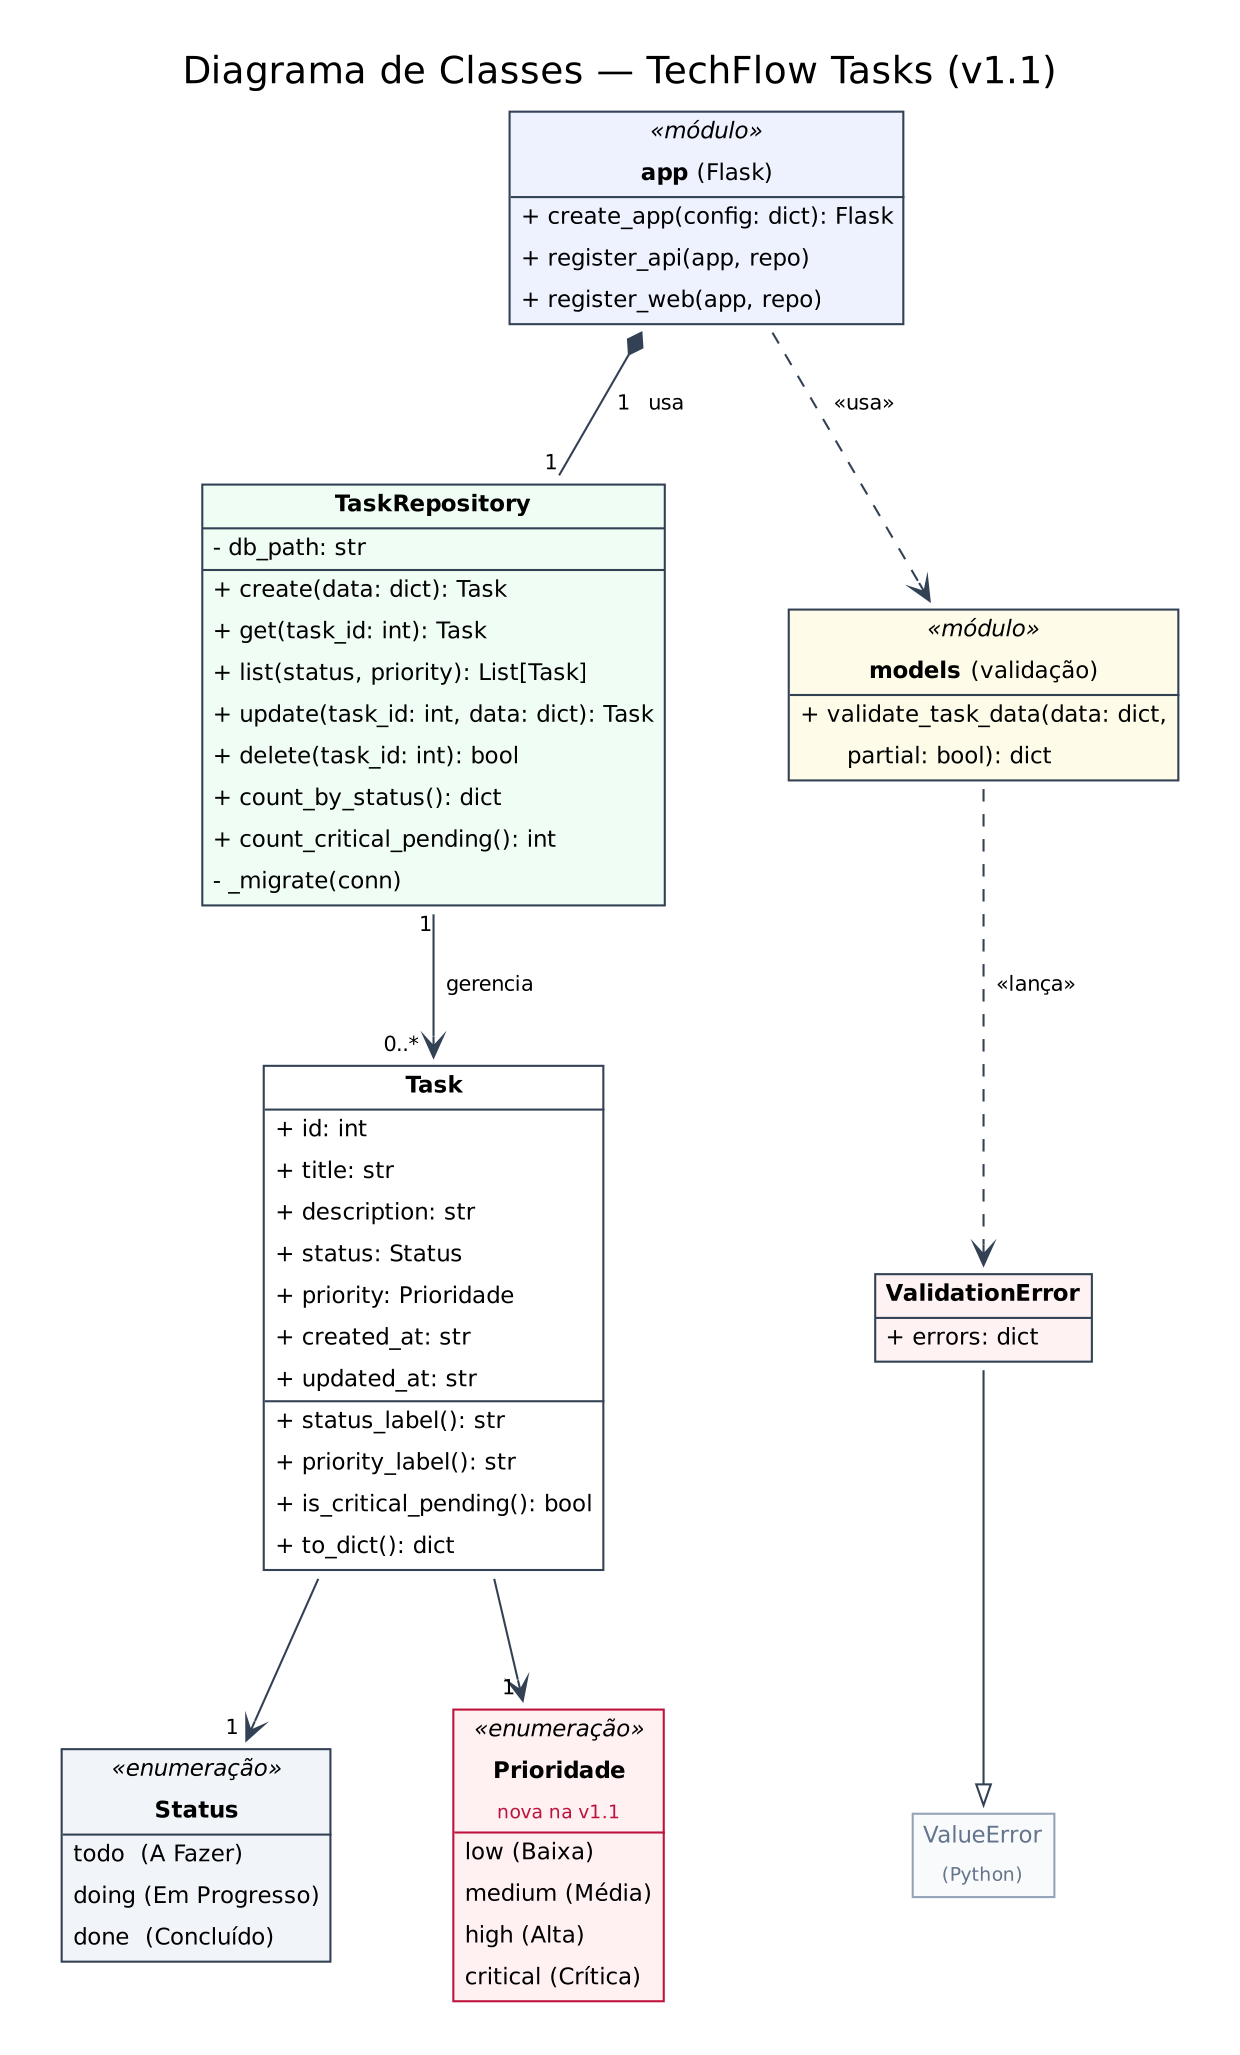 Diagrama de Classes — TechFlow Tasks (v1.1)
«módulo»
app (Flask)
+ create_app(config: dict): Flask
+ register_api(app, repo)
+ register_web(app, repo)
1 usa
«usa»
1
TaskRepository
- db_path: str
+ create(data: dict): Task
+ get(task_id: int): Task
+ list(status, priority): List[Task]
+ update(task_id: int, data: dict): Task
+ delete(task_id: int): bool
+ count_by_status(): dict
+ count_critical_pending(): int
- _migrate(conn)
«módulo»
models (validação)
+ validate_task_data(data: dict,
partial: bool): dict
1
gerencia
0..*
«lança»
Task
+ id: int
+ title: str
+ description: str
+ status: Status
+ priority: Prioridade
+ created_at: str
+ updated_at: str
+ status_label(): str
+ priority_label(): str
+ is_critical_pending(): bool
+ to_dict(): dict
ValidationError
+ errors: dict
1
1
«enumeração»
Status
todo (A Fazer)
doing (Em Progresso)
done (Concluído)
«enumeração»
Prioridade
nova na v1.1
low (Baixa)
medium (Média)
high (Alta)
critical (Crítica)
ValueError
(Python)